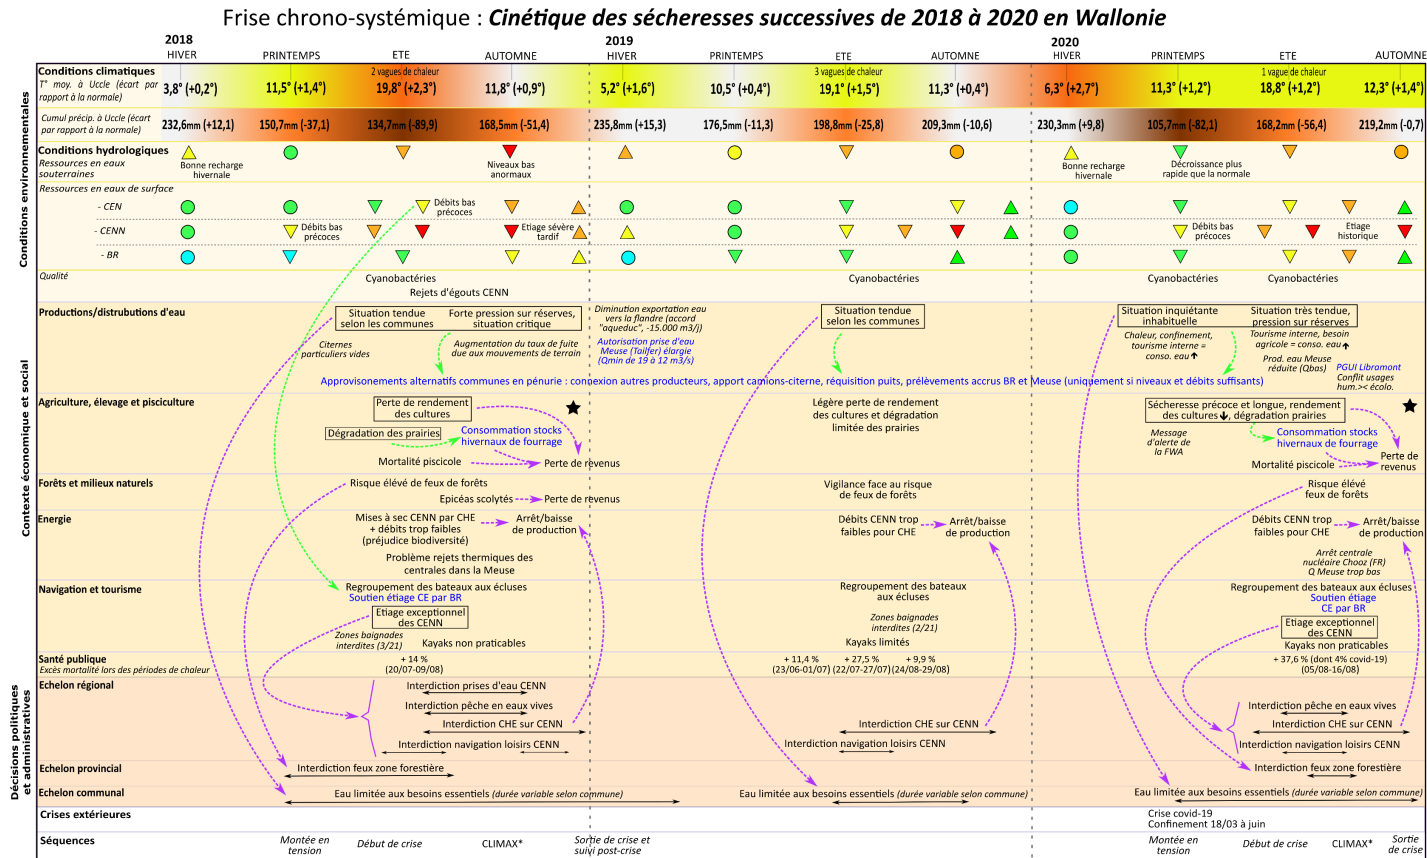 Frise chrono-systémique : Cinétique des sécheresses successives de 2018 à 2020 en Wallonie
2018
2019
2020
HIVER
PRINTEMPS
ETE
AUTOMNE
HIVER
PRINTEMPS
ETE
AUTOMNE
HIVER
PRINTEMPS
ETE
AUTOMNE
Conditions environnementales
Conditions climatiques
T° moy. à Uccle (écart par
rapport à la normale)
2 vagues de chaleur
3 vagues de chaleur
1 vague de chaleur
3,8° (+0,2°)
11,5° (+1,4°)
19,8° (+2,3°)
11,8° (+0,9°)
5,2° (+1,6°)
10,5° (+0,4°)
19,1° (+1,5°)
11,3° (+0,4°)
6,3° (+2,7°)
11,3° (+1,2°)
18,8° (+1,2°)
12,3° (+1,4°)
Cumul précip. à Uccle (écart
par rapport à la normale)
232,6mm (+12,1)
150,7mm (-37,1)
134,7mm (-89,9)
168,5mm (-51,4)
235,8mm (+15,3)
176,5mm (-11,3)
198,8mm (-25,8)
209,3mm (-10,6)
230,3mm (+9,8)
105,7mm (-82,1)
168,2mm (-56,4)
219,2mm (-0,7)
Conditions hydrologiques
Ressources en eaux
souterraines
Bonne recharge
hivernale
Niveaux bas
anormaux
Bonne recharge
hivernale
Décroissance plus
rapide que la normale
Ressources en eaux de surface
- CEN
Débits bas
précoces
- CENN
Débits bas
précoces
Etiage sévère
tardif
Débits bas
précoces
Etiage
historique
- BR
Qualité
Cyanobactéries
Rejets d'égouts CENN
Cyanobactéries
Cyanobactéries
Cyanobactéries
Contexte économique et social
Productions/distrubutions d'eau
Situation tendue
selon les communes
Forte pression sur réserves,
situation critique
Citernes
particuliers vides
Augmentation du taux de fuite
due aux mouvements de terrain
Diminution exportation eau
vers la flandre (accord
"aqueduc", -15.000 m3/j)
Autorisation prise d'eau
Meuse (Tailfer) élargie
(Qmin de 19 à 12 m3/s)
Situation tendue
selon les communes
Situation inquiétante
inhabituelle
Situation très tendue,
pression sur réserves
Chaleur, confinement,
tourisme interne =
conso. eau
Tourisme interne, besoin
agricole = conso. eau
Prod. eau Meuse
réduite (Qbas)
PGUI Libramont
Conflit usages
hum.>< écolo.
Approvisonements alternatifs communes en pénurie : connexion autres producteurs, apport camions-citerne, réquisition puits, prélèvements accrus BR et Meuse (uniquement si niveaux et débits suffisants)
Agriculture, élevage et pisciculture
Perte de rendement
des cultures
Dégradation des prairies
Consommation stocks
hivernaux de fourrage
Mortalité piscicole
Perte de revenus
Légère perte de rendement
des cultures et dégradation
limitée des prairies
Sécheresse précoce et longue, rendement
des cultures , dégradation prairies
Message
d'alerte de
la FWA
Consommation stocks
hivernaux de fourrage
Mortalité piscicole
Perte de
revenus
Forêts et milieux naturels
Risque élévé de feux de forêts
Epicéas scolytés
Perte de revenus
Vigilance face au risque
de feux de forêts
Risque élévé
feux de forêts
Energie
Mises à sec CENN par CHE
+ débits trop faibles
(préjudice biodiversité)
Arrêt/baisse
de production
Problème rejets thermiques des
centrales dans la Meuse
Débits CENN trop
faibles pour CHE
Arrêt/baisse
de production
Débits CENN trop
faibles pour CHE
Arrêt/baisse
de production
Arrêt centrale
nucléaire Chooz (FR)
Q Meuse trop bas
Navigation et tourisme
Regroupement des bateaux aux écluses
Soutien étiage CE par BR
Etiage exceptionnel
des CENN
Zones baignades
interdites (3/21)
Kayaks non praticables
Regroupement des bateaux
aux écluses
Zones baignades
interdites (2/21)
Kayaks limités
Regroupement des bateaux aux écluses
Soutien étiage
CE par BR
Etiage exceptionnel
des CENN
Kayaks non praticables
Santé publique
Excès mortalité lors des périodes de chaleur
+ 14 %
(20/07-09/08)
+ 11,4 %
(23/06-01/07)
+ 27,5 %
(22/07-27/07)
+ 9,9 %
(24/08-29/08)
+ 37,6 % (dont 4% covid-19)
(05/08-16/08)
Décisions politiques
et administratives
Echelon régional
Interdiction prises d'eau CENN
Interdiction pêche en eaux vives
Interdiction CHE sur CENN
Interdiction navigation loisirs CENN
Interdiction CHE sur CENN
Interdiction navigation loisirs CENN
Interdiction pêche en eaux vives
Interdiction CHE sur CENN
Interdiction navigation loisirs CENN
Echelon provincial
Interdiction feux zone forestière
Interdiction feux zone forestière
Echelon communal
Eau limitée aux besoins essentiels (durée variable selon commune)
Eau limitée aux besoins essentiels (durée variable selon commune)
Eau limitée aux besoins essentiels (durée variable selon commune)
Crises extérieures
Crise covid-19
Confinement 18/03 à juin
Séquences
Montée en
tension
Début de crise
CLIMAX*
Sortie de crise et
suivi post-crise
Montée en
tension
Début de crise
CLIMAX*
Sortie
de crise